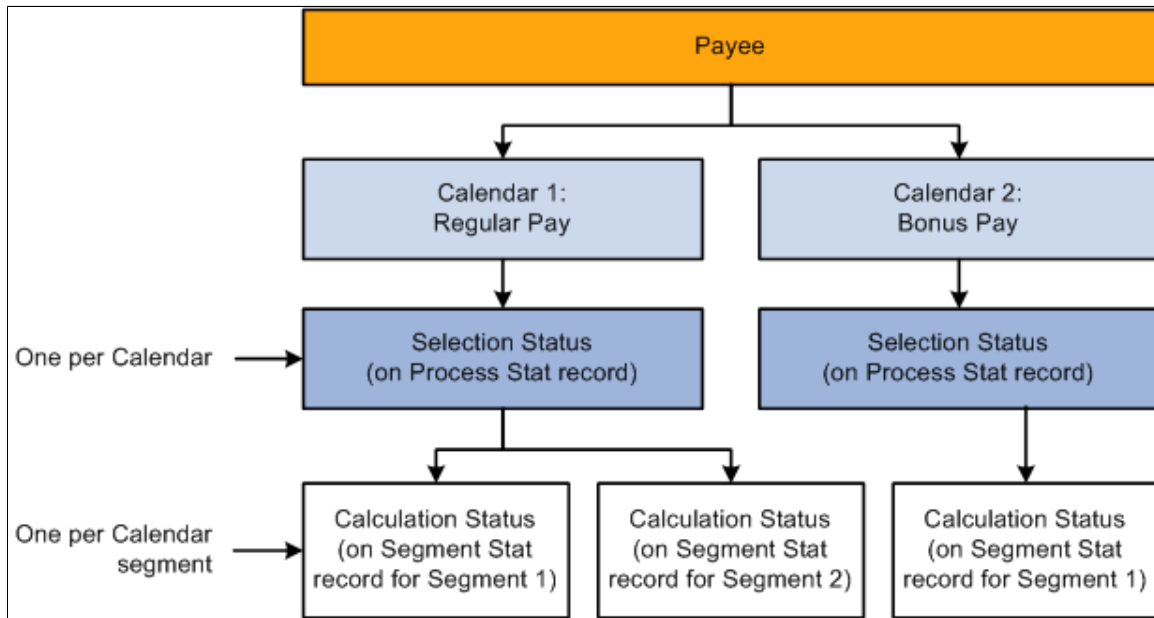 Payee
Calendar 1:
Regular Pay
Calendar 2:
Bonus Pay
One per Calendar
Selection Status
(on Process Stat record)
Selection Status
(on Process Stat record)
One per Calendar
segment
Calculation Status
(on Segment Stat
record for Segment 1)
Calculation Status
(on Segment Stat
record for Segment 2)
Calculation Status
(on Segment Stat
record for Segment 1)